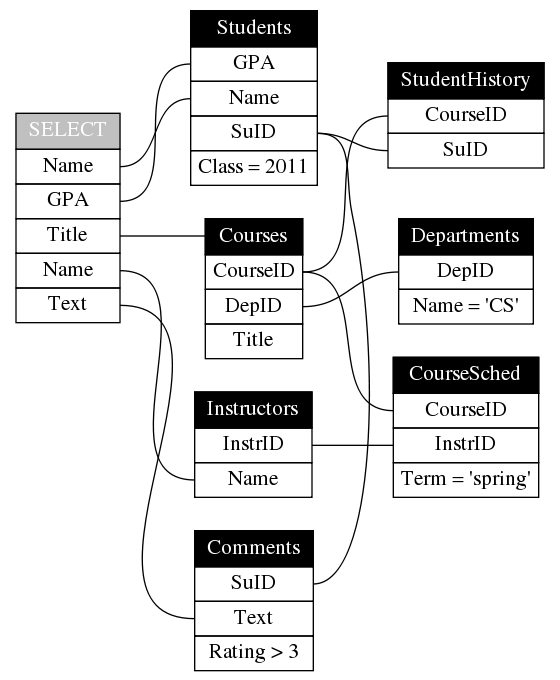 SELECT
Name
GPA
Title
Name
Text
Students
GPA
Name
SuID
Class = 2011
Courses
CourseID
DepID
Title
Instructors
InstrID
Name
Comments
SuID
Text
Rating > 3
StudentHistory
CourseID
SuID
Departments
DepID
Name = 'CS'
CourseSched
CourseID
InstrID
Term = 'spring'